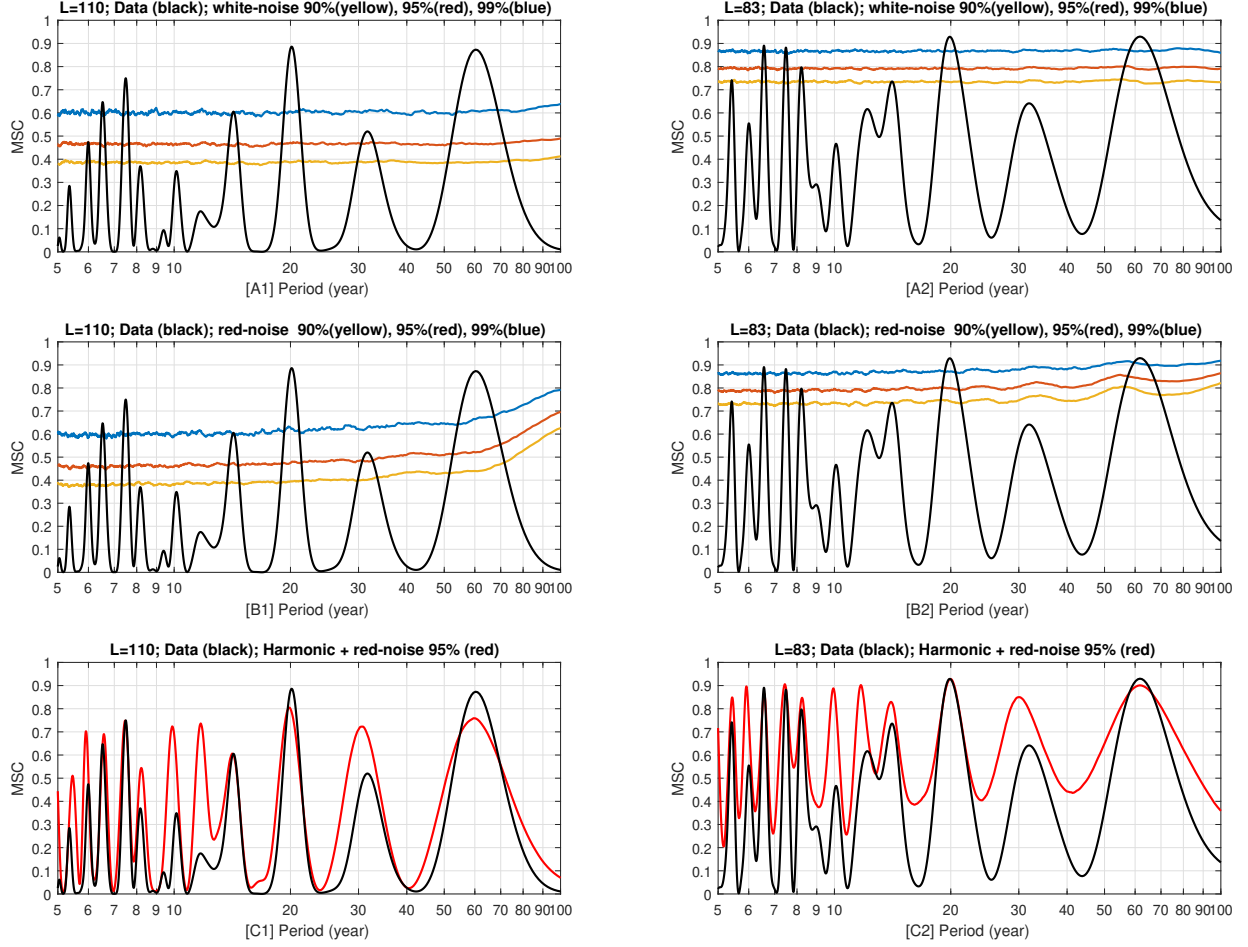 L=110; Data (black); white-noise 90%(yellow), 95%(red), 99%(blue)
1
0.9
0.8
0.7
0.6
0.5
0.4
0.3
0.2
0.1
0
MSC
5 6 7 8 9 10 20 30 40 50 60 70 80 90 100
[A1] Period (year)
L=83; Data (black); white-noise 90%(yellow), 95%(red), 99%(blue)
1
0.9
0.8
0.7
0.6
0.5
0.4
0.3
0.2
0.1
0
MSC
5 6 7 8 9 10 20 30 40 50 60 70 80 90 100
[A2] Period (year)
L=110; Data (black); red-noise 90%(yellow), 95%(red), 99%(blue)
1
0.9
0.8
0.7
0.6
0.5
0.4
0.3
0.2
0.1
0
MSC
5 6 7 8 9 10 20 30 40 50 60 70 80 90 100
[B1] Period (year)
L=83; Data (black); red-noise 90%(yellow), 95%(red), 99%(blue)
1
0.9
0.8
0.7
0.6
0.5
0.4
0.3
0.2
0.1
0
MSC
5 6 7 8 9 10 20 30 40 50 60 70 80 90 100
[B2] Period (year)
L=110; Data (black); Harmonic + red-noise 95% (red)
1
0.9
0.8
0.7
0.6
0.5
0.4
0.3
0.2
0.1
0
MSC
5 6 7 8 9 10 20 30 40 50 60 70 80 90 100
[C1] Period (year)
L=83; Data (black); Harmonic + red-noise 95% (red)
1
0.9
0.8
0.7
0.6
0.5
0.4
0.3
0.2
0.1
0
MSC
5 6 7 8 9 10 20 30 40 50 60 70 80 90 100
[C2] Period (year)